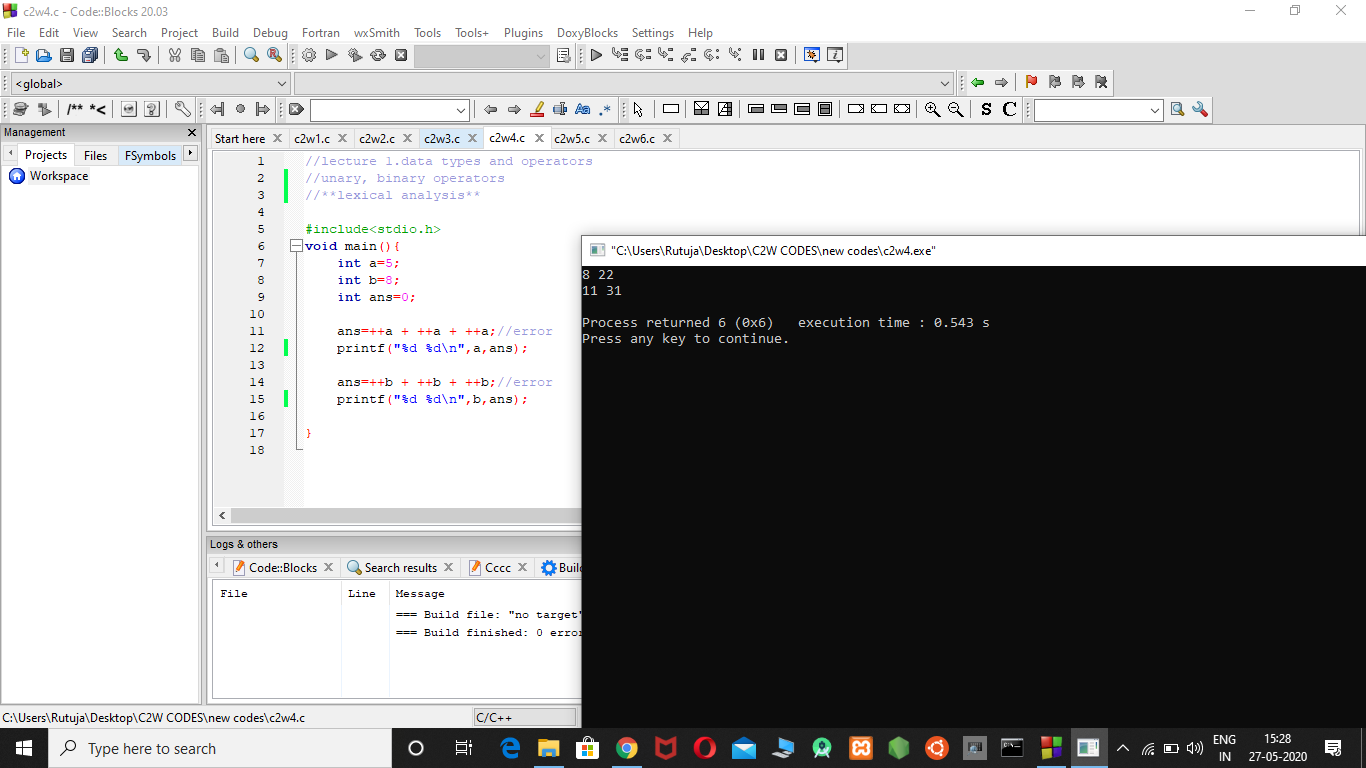 c2w4.c - Code::Blocks 20.03
File Edit View Search Project Build Debug Fortran wxSmith Tools Tools+ Plugins DoxyBlocks Settings Help
<global>
/** *<
Aa .* S C
Management
Projects Files FSymbols
Workspace
Start here c2w1.c c2w2.c c2w3.c c2w4.c c2w5.c c2w6.c
1 //lecture 1.data types and operators
2 //unary, binary operators
3 //**lexical analysis**
4
5 #include<stdio.h>
6 void main(){
7 int a=5;
8 int b=8;
9 int ans=0;
10
11 ans=++a + ++a + ++a;//error
12 printf("%d %d\n",a,ans);
13
14 ans=++b + ++b + ++b;//error
15 printf("%d %d\n",b,ans);
16
17 }
18
"C:\Users\Rutuja\Desktop\C2W CODES\new codes\c2w4.exe"
8 22
11 31
Process returned 6 (0x6) execution time : 0.543 s
Press any key to continue.
Logs & others
Code::Blocks Search results Cccc Buil
File Line Message
=== Build file: "no target"
=== Build finished: 0 error
C:\Users\Rutuja\Desktop\C2W CODES\new codes\c2w4.c C/C++
Type here to search
ENG
IN
15:28
27-05-2020